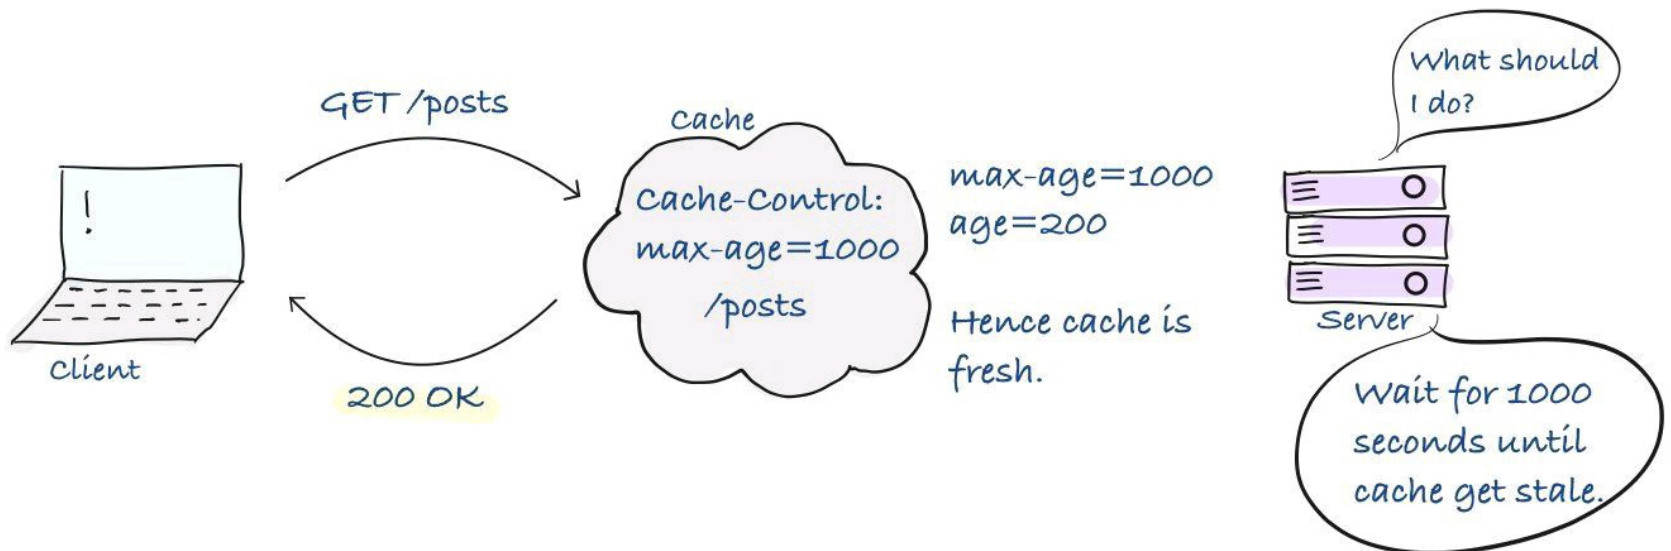 GET /posts
Cache
Cache-Control:
max-age=1000
/posts
Client
200 OK
max-age=1000
age=200
Hence cache is
fresh.
What should
I do?
Server
Wait for 1000
seconds until
cache get stale.